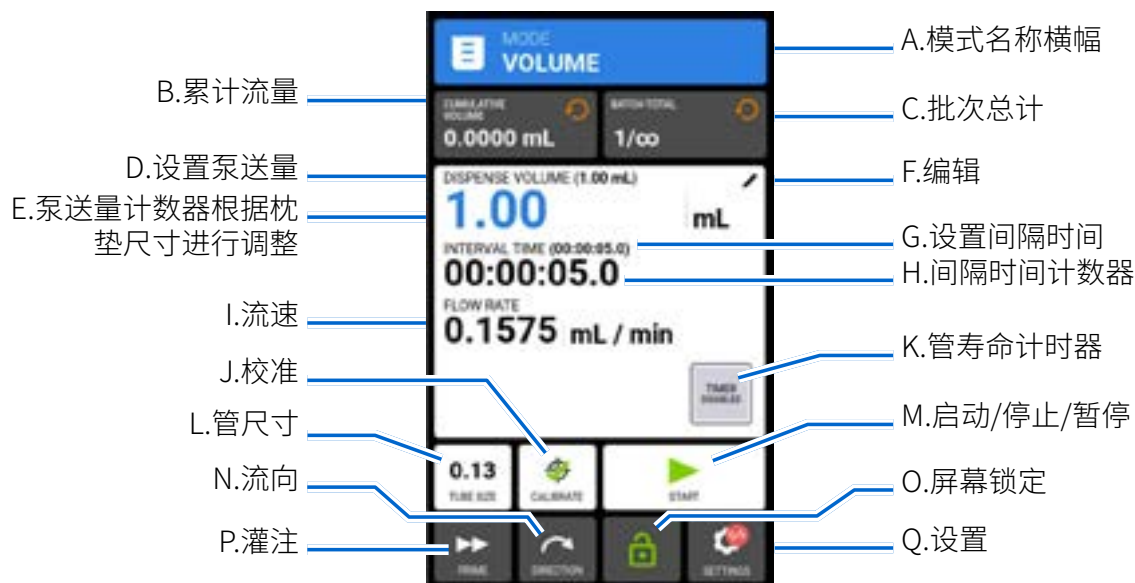 A.模式名称横幅
MODE
VOLUME
B.累计流量
CUMULATIVE
VOLUME
0.0000 mL
BATCH TOTAL
1/∞
C.批次总计
D.设置泵送量
DISPENSE VOLUME (1.00 mL)
F.编辑
E.泵送量计数器根据枕
垫尺寸进行调整
1.00 mL
G.设置间隔时间
INTERVAL TIME (00:00:05.0)
00:00:05.0
H.间隔时间计数器
I.流速
FLOW RATE
0.1575 mL / min
J.校准
K.管寿命计时器
TIMER
DISABLED
L.管尺寸
M.启动/停止/暂停
0.13
TUBE SIZE
CALIBRATE
START
N.流向
O.屏幕锁定
P.灌注
PRIME
DIRECTION
SETTINGS
Q.设置